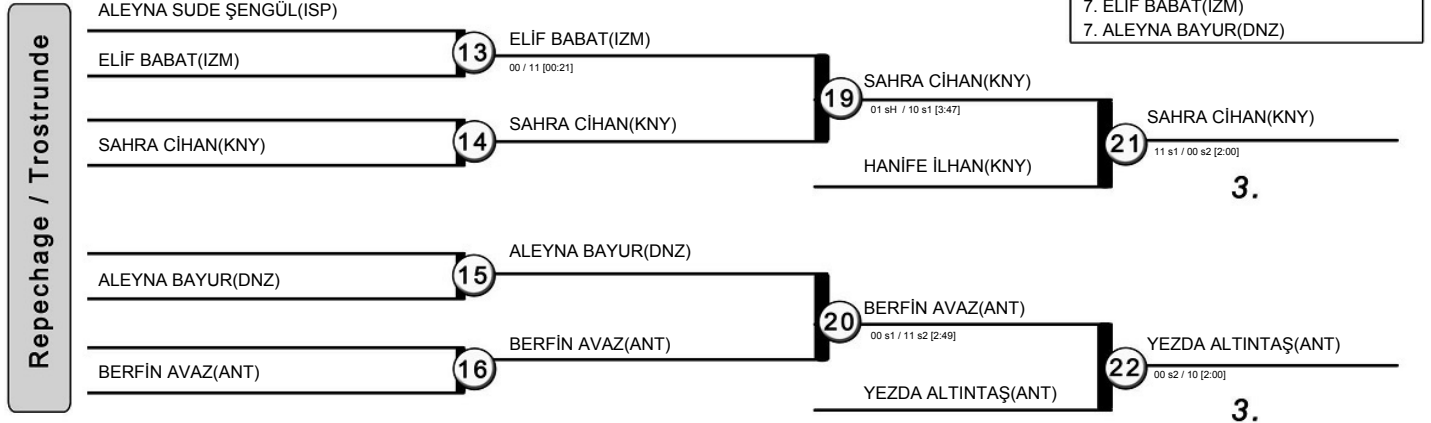 Repechage / Trostrunde
ALEYNA SUDE ŞENGÜL(ISP)
ELİF BABAT(IZM)
13
ELİF BABAT(IZM)
00 / 11 [00:21]
SAHRA CİHAN(KNY)
14
SAHRA CİHAN(KNY)
19
SAHRA CİHAN(KNY)
01 sH / 10 s1 [3:47]
HANİFE İLHAN(KNY)
21
SAHRA CİHAN(KNY)
11 s1 / 00 s2 [2:00]
3.
ALEYNA BAYUR(DNZ)
15
ALEYNA BAYUR(DNZ)
BERFİN AVAZ(ANT)
16
BERFİN AVAZ(ANT)
20
BERFİN AVAZ(ANT)
00 s1 / 11 s2 [2:49]
YEZDA ALTINTAŞ(ANT)
22
YEZDA ALTINTAŞ(ANT)
00 s2 / 10 [2:00]
3.
7. ELİF BABAT(IZM)
7. ALEYNA BAYUR(DNZ)